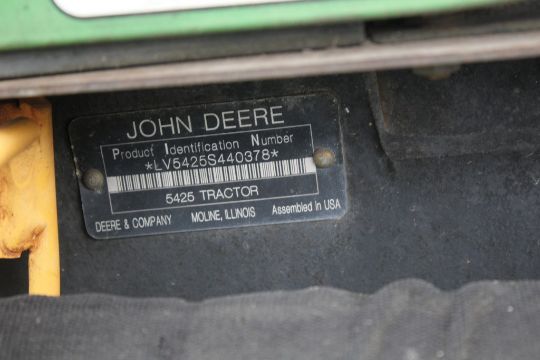 JOHN DEERE
Product Identification Number
*LV5425S440378*
5425 TRACTOR
DEERE & COMPANY MOLINE, ILLINOIS Assembled in USA